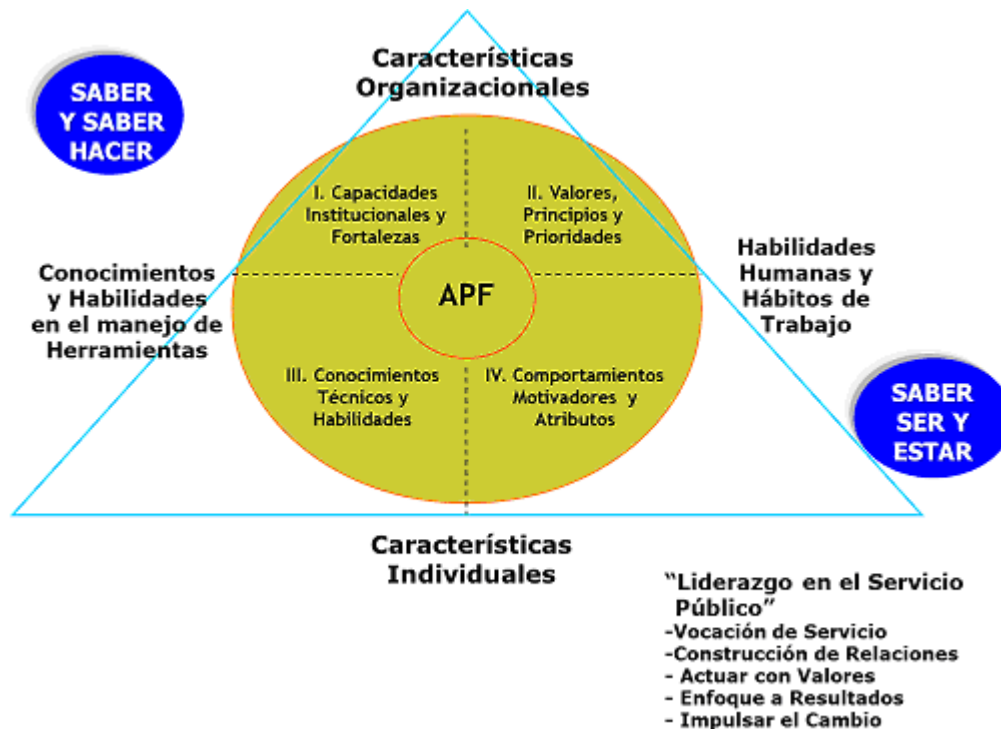 Características
Organizacionales
SABER
Y SABER
HACER
I. Capacidades
Institucionales y
Fortalezas
II. Valores,
Principios y
Prioridades
Conocimientos
y Habilidades
en el manejo de
Herramientas
APF
Habilidades
Humanas y
Hábitos de
Trabajo
III. Conocimientos
Técnicos y
Habilidades
IV. Comportamientos
Motivadores y
Atributos
SABER
SER Y
ESTAR
Características
Individuales
“Liderazgo en el Servicio
Público”
-Vocación de Servicio
-Construcción de Relaciones
- Actuar con Valores
- Enfoque a Resultados
- Impulsar el Cambio